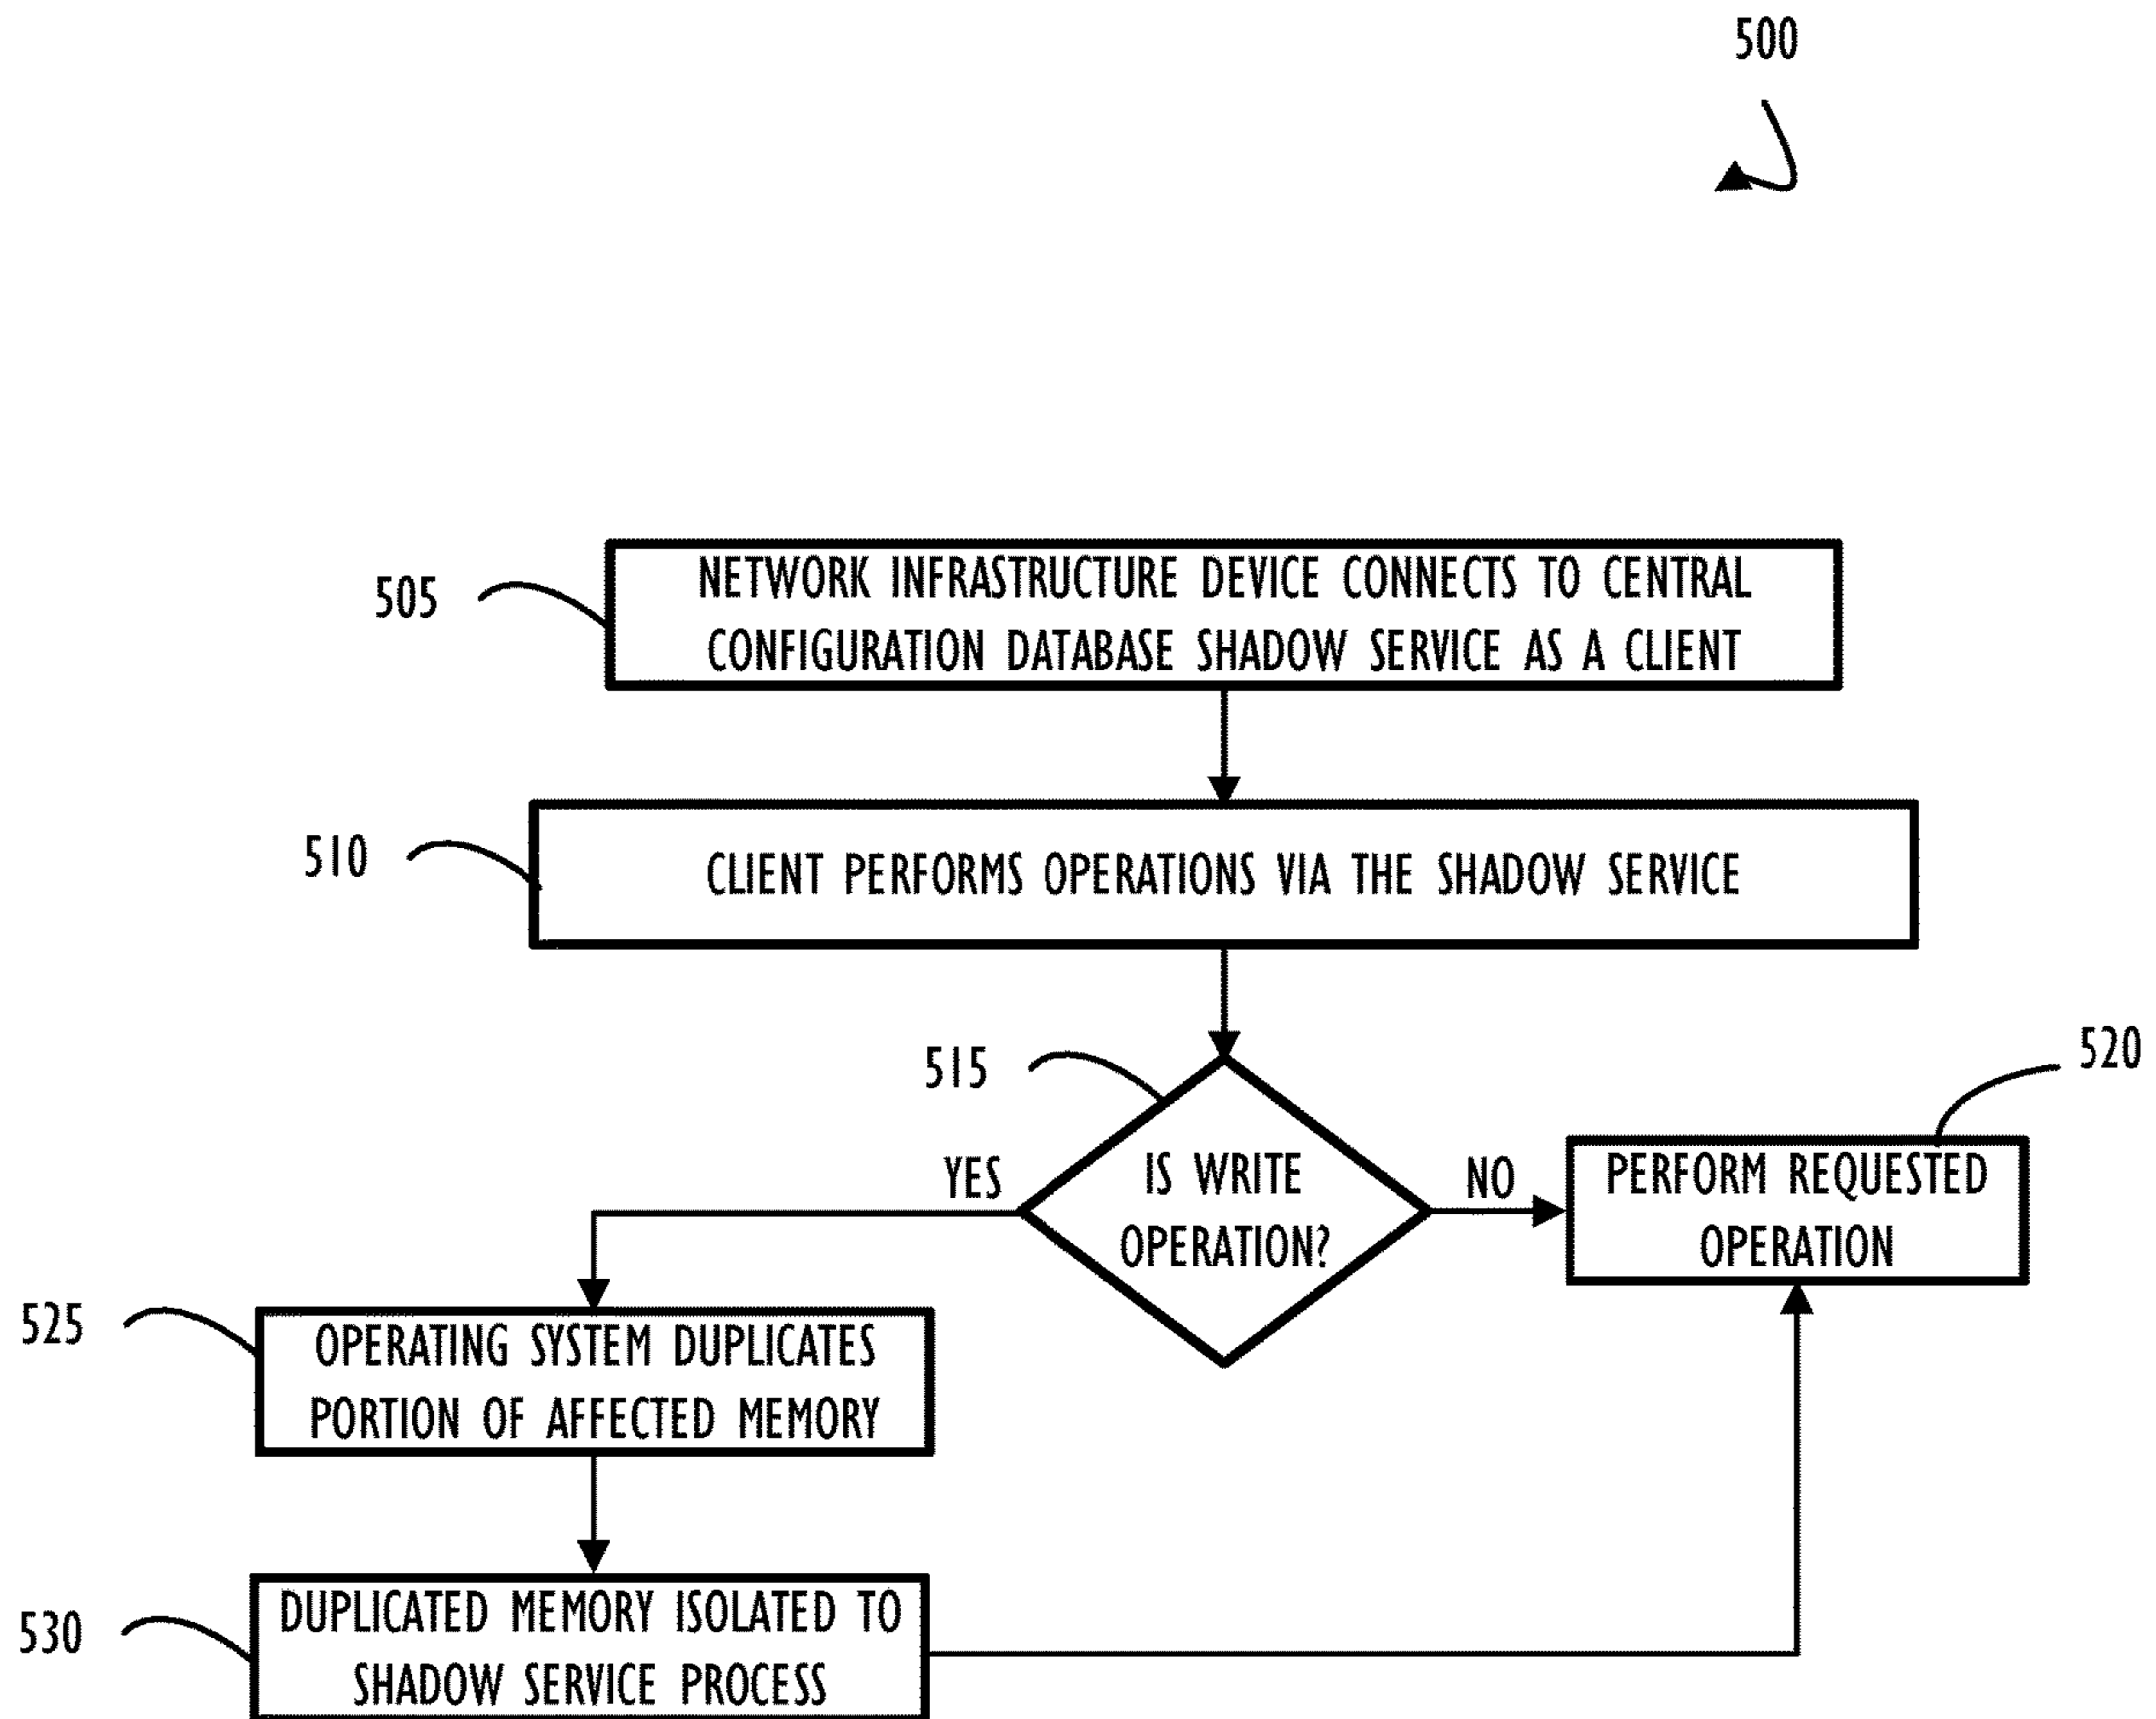 500
505
NETWORK INFRASTRUCTURE DEVICE CONNECTS TO CENTRAL
CONFIGURATION DATABASE SHADOW SERVICE AS A CLIENT
510
CLIENT PERFORMS OPERATIONS VIA THE SHADOW SERVICE
515
IS WRITE
OPERATION?
YES
NO
520
PERFORM REQUESTED
OPERATION
525
OPERATING SYSTEM DUPLICATES
PORTION OF AFFECTED MEMORY
530
DUPLICATED MEMORY ISOLATED TO
SHADOW SERVICE PROCESS